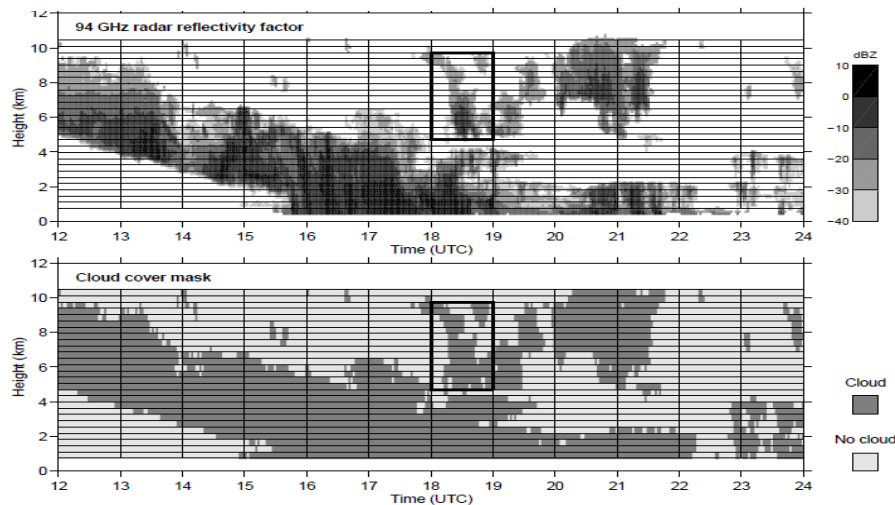 94 GHz radar reflectivity factor
12
10
8
6
4
2
0
Height (km)
12 13 14 15 16 17 18 19 20 21 22 23 24
Time (UTC)
dBZ
10
0
−10
−20
−30
−40
Cloud cover mask
12
10
8
6
4
2
0
Height (km)
12 13 14 15 16 17 18 19 20 21 22 23 24
Time (UTC)
Cloud
No cloud